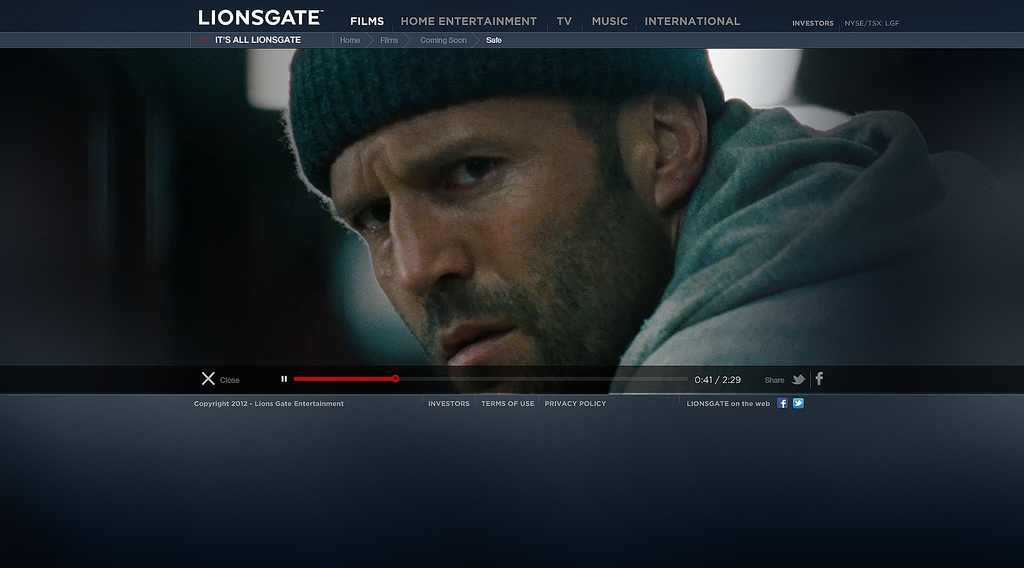 LIONSGATE™ FILMS HOME ENTERTAINMENT TV MUSIC INTERNATIONAL INVESTORS NYSE/TSX: LGF
IT'S ALL LIONSGATE Home Films Coming Soon Safe
Close 0:41 / 2:29 Share
Copyright 2012 - Lions Gate Entertainment INVESTORS TERMS OF USE PRIVACY POLICY LIONSGATE on the web